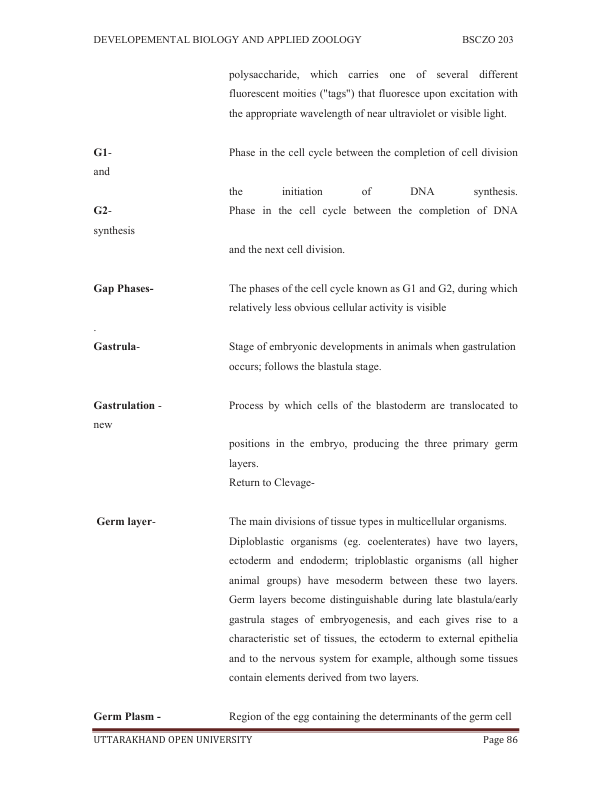 DEVELOPEMENTAL BIOLOGY AND APPLIED ZOOLOGY BSCZO 203
polysaccharide, which carries one of several different
fluorescent moities ("tags") that fluoresce upon excitation with
the appropriate wavelength of near ultraviolet or visible light.
G1- Phase in the cell cycle between the completion of cell division
and
the initiation of DNA synthesis.
G2- Phase in the cell cycle between the completion of DNA
synthesis
and the next cell division.
Gap Phases- The phases of the cell cycle known as G1 and G2, during which
relatively less obvious cellular activity is visible
.
Gastrula- Stage of embryonic developments in animals when gastrulation
occurs; follows the blastula stage.
Gastrulation - Process by which cells of the blastoderm are translocated to
new
positions in the embryo, producing the three primary germ
layers.
Return to Clevage-
Germ layer- The main divisions of tissue types in multicellular organisms.
Diploblastic organisms (eg. coelenterates) have two layers,
ectoderm and endoderm; triploblastic organisms (all higher
animal groups) have mesoderm between these two layers.
Germ layers become distinguishable during late blastula/early
gastrula stages of embryogenesis, and each gives rise to a
characteristic set of tissues, the ectoderm to external epithelia
and to the nervous system for example, although some tissues
contain elements derived from two layers.
Germ Plasm - Region of the egg containing the determinants of the germ cell
UTTARAKHAND OPEN UNIVERSITY Page 86